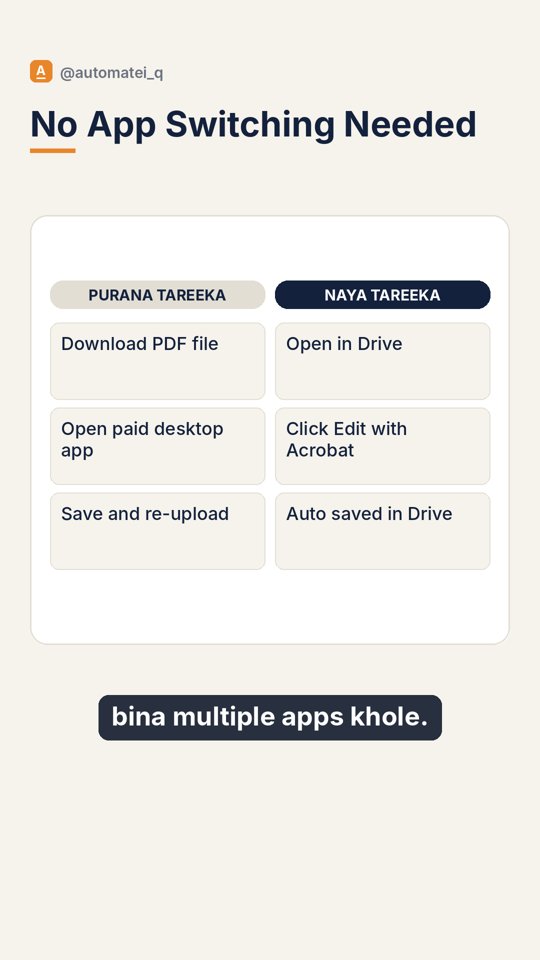 A
@automatei_q
No App Switching Needed
PURANA TAREEKA
NAYA TAREEKA
Download PDF file
Open in Drive
Open paid desktop
app
Click Edit with
Acrobat
Save and re-upload
Auto saved in Drive
bina multiple apps khole.